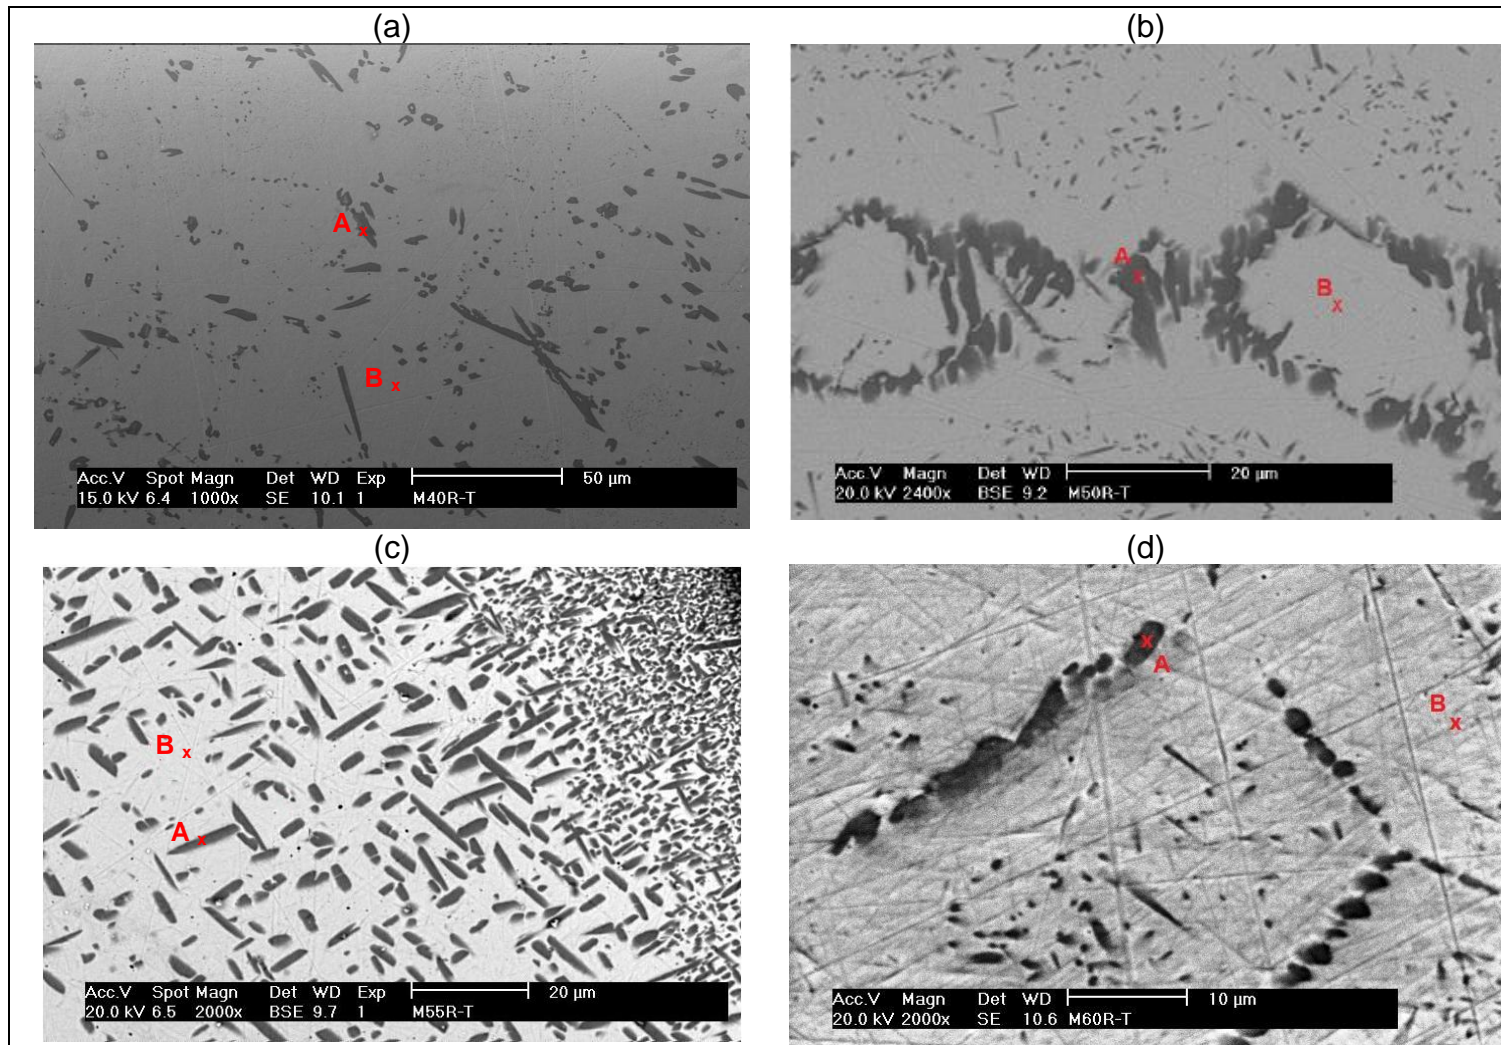 (a)
A x
B x
Acc.V Spot Magn Det WD Exp 50 µm
15.0 kV 6.4 1000x SE 10.1 1 M40R-T
(b)
A x
B x
Acc.V Magn Det WD 20 µm
20.0 kV 2400x BSE 9.2 M50R-T
(c)
B x
A x
Acc.V Spot Magn Det WD Exp 20 µm
20.0 kV 6.5 2000x BSE 9.7 1 M55R-T
(d)
x
A
B
x
Acc.V Magn Det WD 10 µm
20.0 kV 2000x SE 10.6 M60R-T